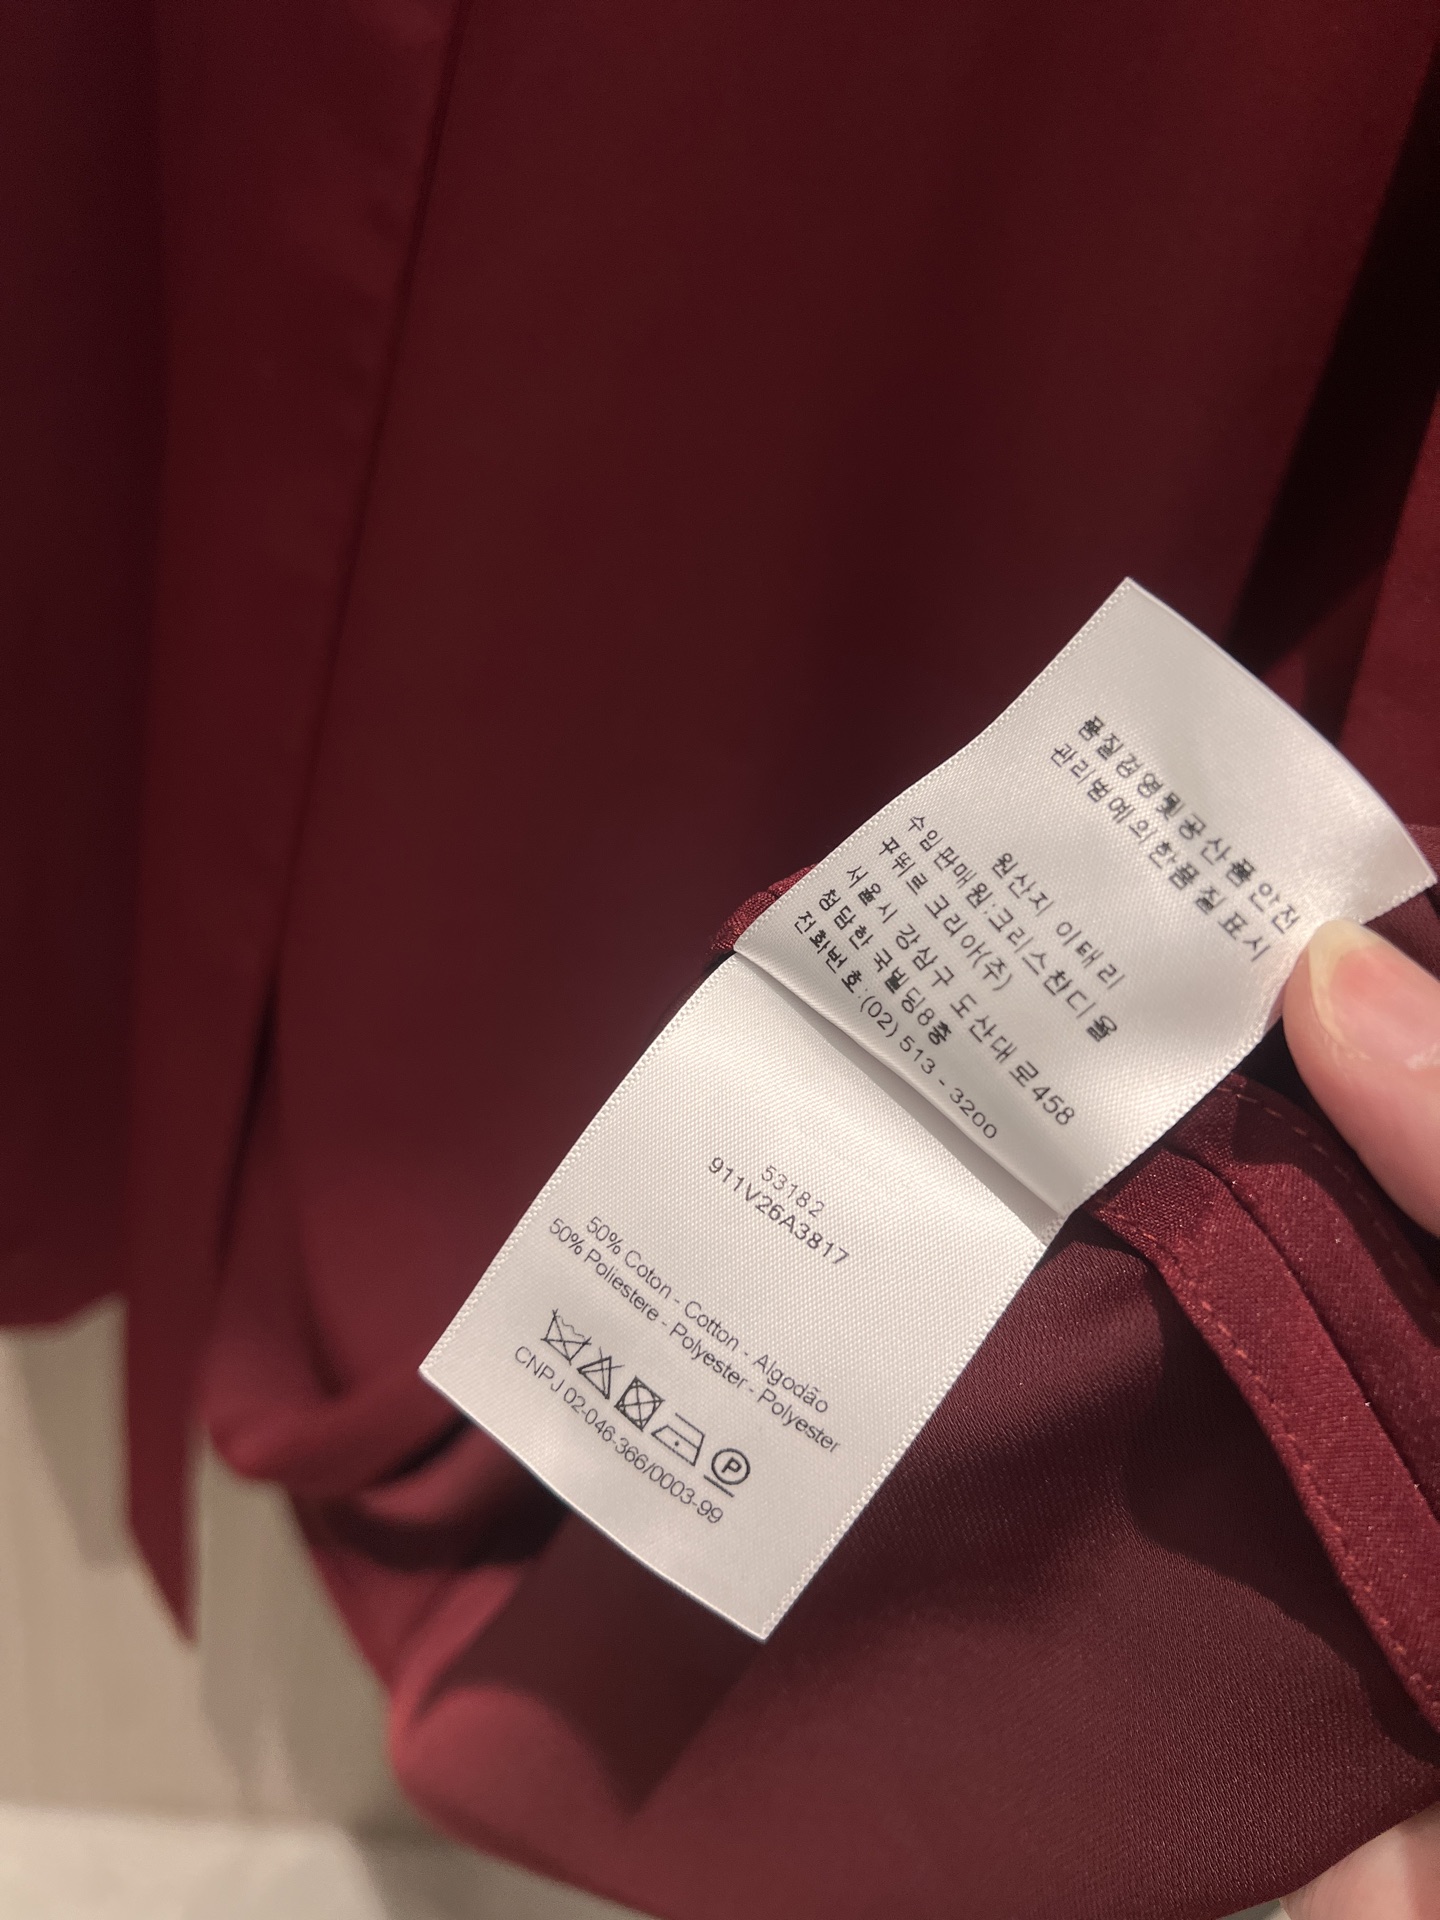 품질경영및공산품안전
관리법에의한품질표시
원산지 이태리
수입판매원:크리스챤디올
꾸뛰르 크리아(주)
서울시 강심구 도산대로458
청담한국빌딩8층
전화번호:(02) 513 - 3200
53182
911V26A3817
50% Coton - Cotton - Algodão
50% Poliestere - Polyester - Polyester
P
CNPJ 02-046-366/0003-99